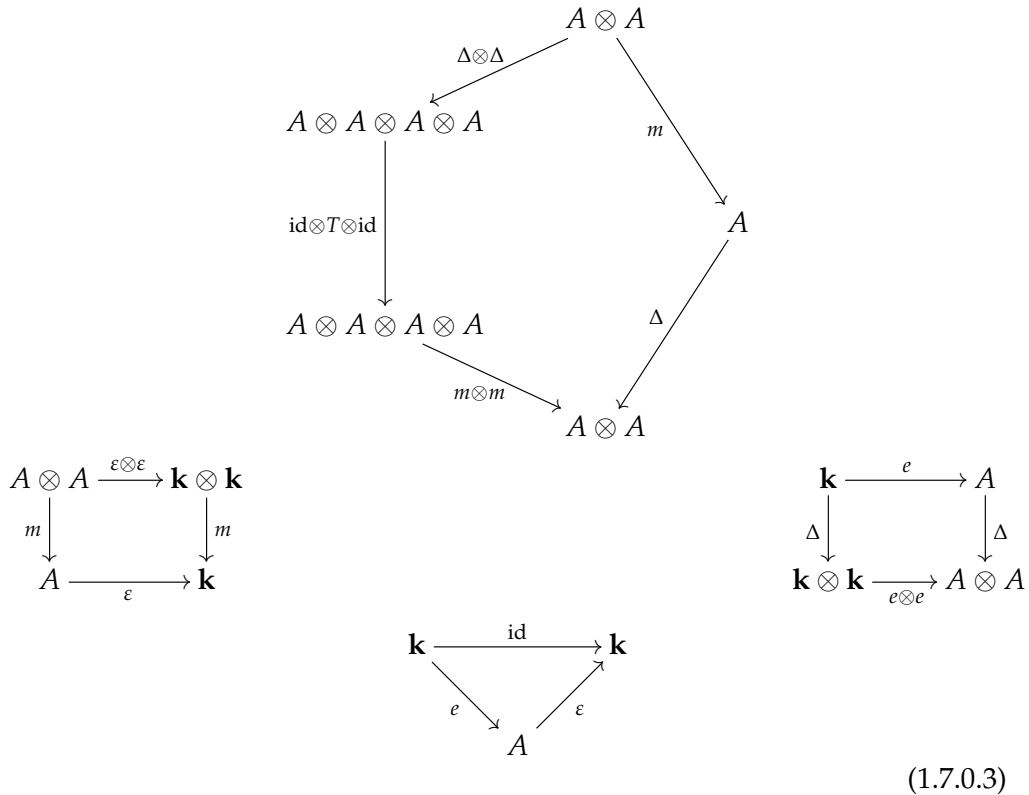 A ⊗ A
Δ⊗Δ
m
A ⊗ A ⊗ A ⊗ A
id⊗T⊗id
A
A ⊗ A ⊗ A ⊗ A
Δ
m⊗m
A ⊗ A
A ⊗ A ε⊗ε k ⊗ k
m m
A ε k
k e A
Δ Δ
k ⊗ k e⊗e A ⊗ A
k id k
e ε
A
(1.7.0.3)